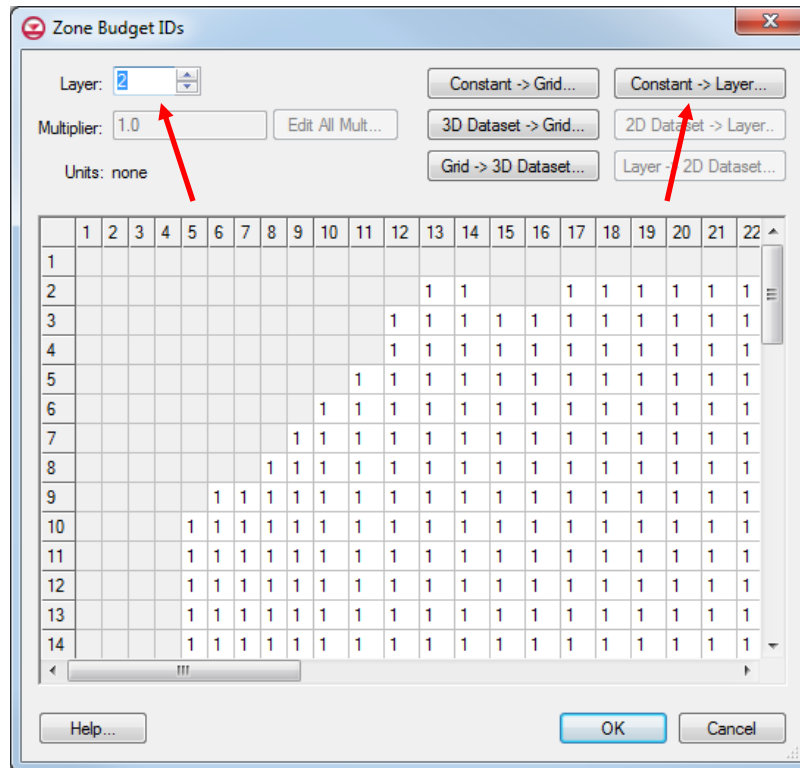 Zone Budget IDs
Layer: 2 Constant -> Grid... Constant -> Layer...
Multiplier: 1.0 Edit All Mult... 3D Dataset -> Grid... 2D Dataset -> Layer..
Units: none Grid -> 3D Dataset... Layer -> 2D Dataset...
1 2 3 4 5 6 7 8 9 10 11 12 13 14 15 16 17 18 19 20 21 22
1
2 1 1 1 1 1 1 1 1
3 1 1 1 1 1 1 1 1 1 1 1
4 1 1 1 1 1 1 1 1 1 1 1
5 1 1 1 1 1 1 1 1 1 1 1 1
6 1 1 1 1 1 1 1 1 1 1 1 1 1
7 1 1 1 1 1 1 1 1 1 1 1 1 1 1
8 1 1 1 1 1 1 1 1 1 1 1 1 1 1 1
9 1 1 1 1 1 1 1 1 1 1 1 1 1 1 1 1 1
10 1 1 1 1 1 1 1 1 1 1 1 1 1 1 1 1 1 1
11 1 1 1 1 1 1 1 1 1 1 1 1 1 1 1 1 1 1
12 1 1 1 1 1 1 1 1 1 1 1 1 1 1 1 1 1 1
13 1 1 1 1 1 1 1 1 1 1 1 1 1 1 1 1 1 1
14 1 1 1 1 1 1 1 1 1 1 1 1 1 1 1 1 1 1
Help... OK Cancel